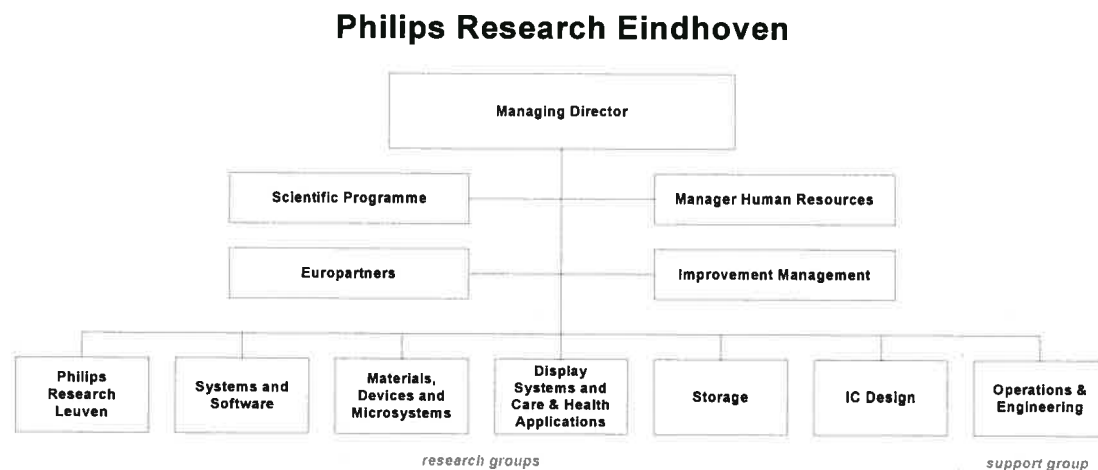 Philips Research Eindhoven
Managing Director
Scientific Programme
Manager Human Resources
Europartners
Improvement Management
Philips
Research
Leuven
Systems and
Software
Materials,
Devices and
Microsystems
Display
Systems and
Care & Health
Applications
Storage
IC Design
Operations &
Engineering
research groups
support group